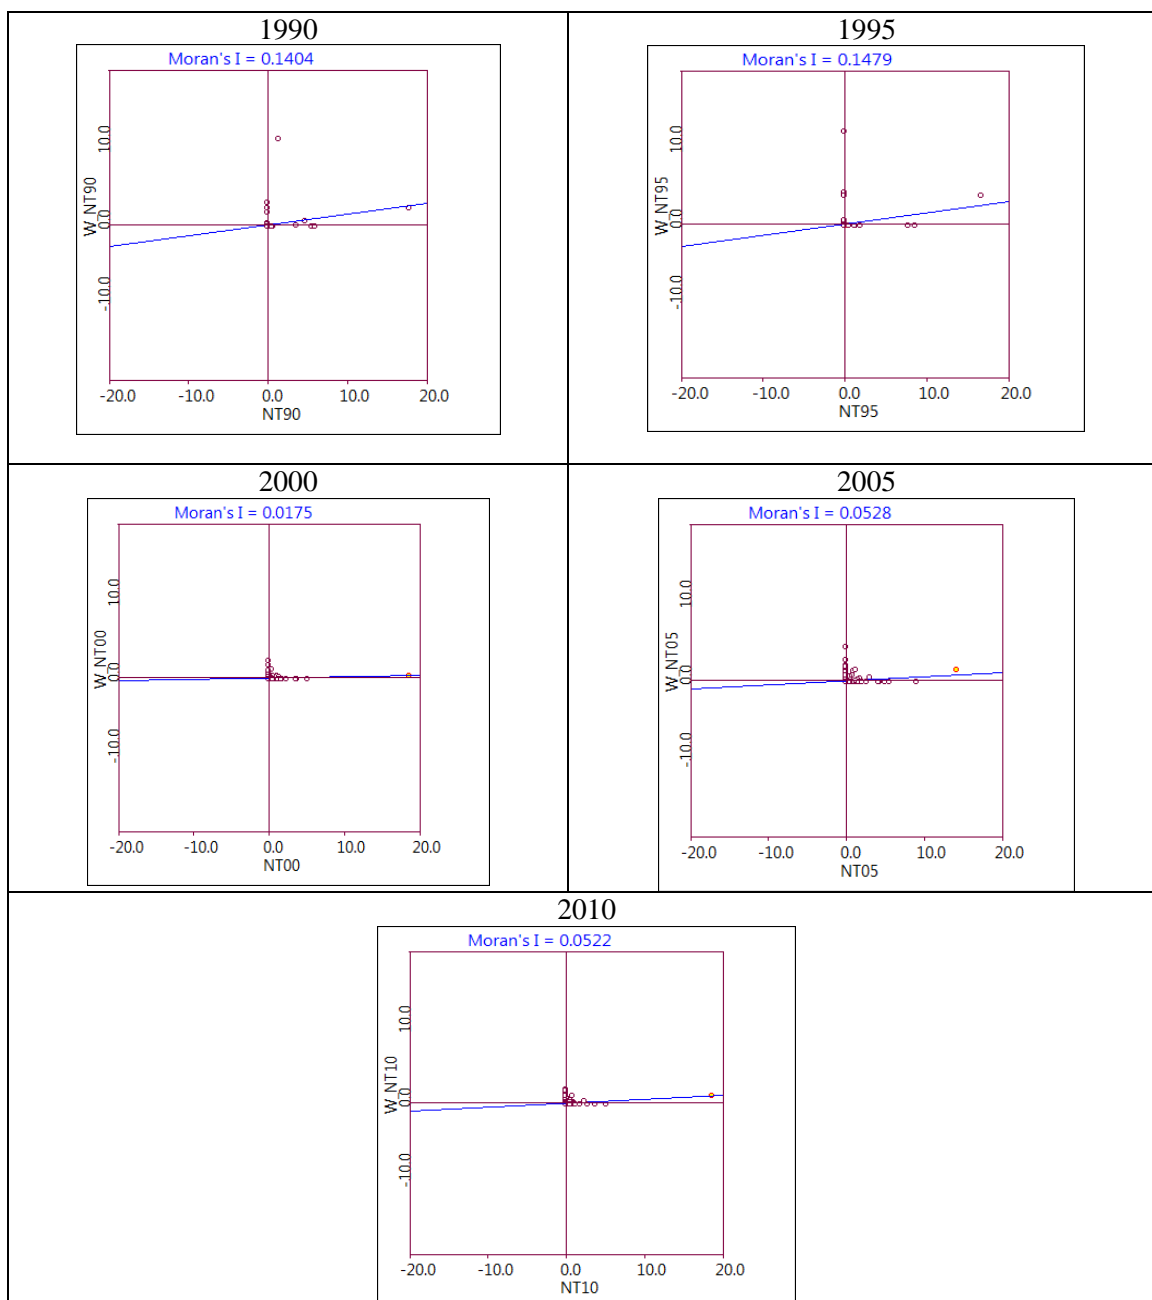 1990
Moran's I = 0.1404
10.0
W_NT90
0.0
-10.0
-20.0 -10.0 0.0 10.0 20.0
NT90
1995
Moran's I = 0.1479
10.0
W_NT95
0.0
-10.0
-20.0 -10.0 0.0 10.0 20.0
NT95
2000
Moran's I = 0.0175
10.0
W_NT00
0.0
-10.0
-20.0 -10.0 0.0 10.0 20.0
NT00
2005
Moran's I = 0.0528
10.0
W_NT05
0.0
-10.0
-20.0 -10.0 0.0 10.0 20.0
NT05
2010
Moran's I = 0.0522
10.0
W_NT10
0.0
-10.0
-20.0 -10.0 0.0 10.0 20.0
NT10